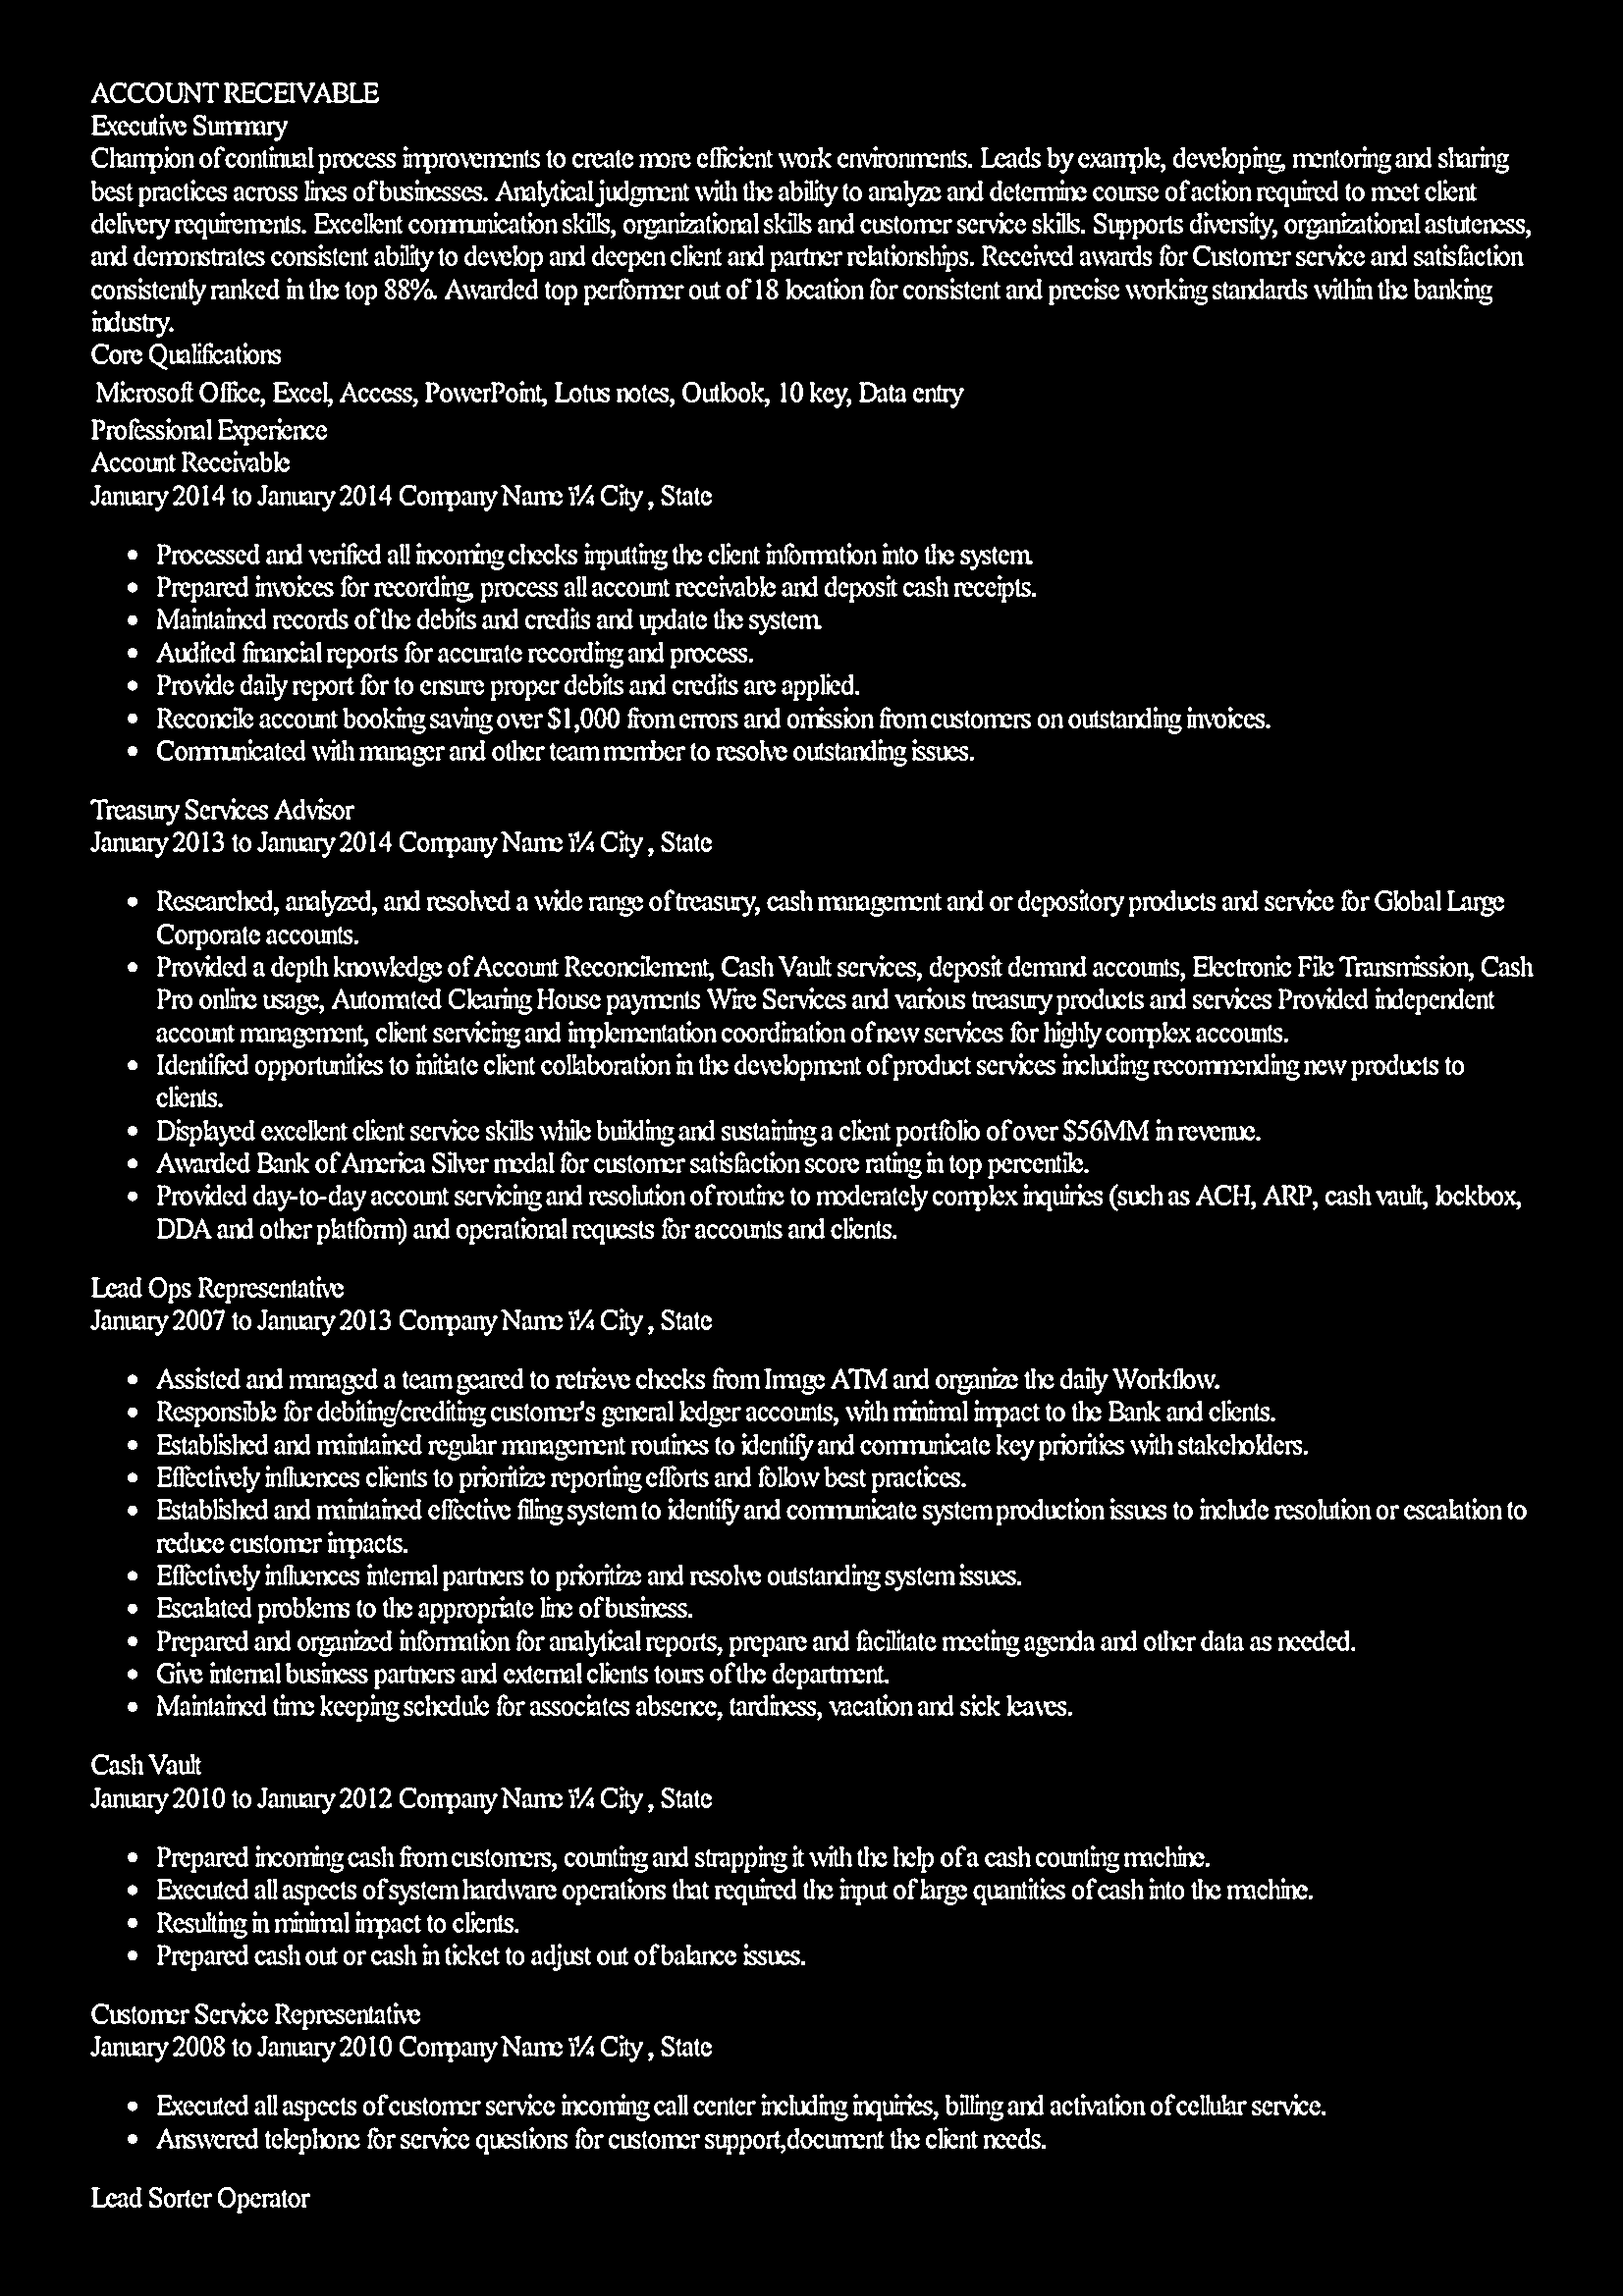 ACCOUNT RECEIVABLE
Executive Summary
Champion of continual process improvements to create more efficient work environments. Leads by example, developing, mentoring and sharing
best practices across lines of businesses. Analytical judgment with the ability to analyze and determine course of action required to meet client
delivery requirements. Excellent communication skills, organizational skills and customer service skills. Supports diversity, organizational astuteness,
and demonstrates consistent ability to develop and deepen client and partner relationships. Received awards for Customer service and satisfaction
consistently ranked in the top 88%. Awarded top performer out of 18 location for consistent and precise working standards within the banking
industry.
Core Qualifications
Microsoft Office, Excel, Access, PowerPoint, Lotus notes, Outlook, 10 key, Data entry
Professional Experience
Account Receivable
January 2014 to January 2014 Company Name ï¼ City , State
• Processed and verified all incoming checks inputting the client information into the system.
• Prepared invoices for recording, process all account receivable and deposit cash receipts.
• Maintained records of the debits and credits and update the system.
• Audited financial reports for accurate recording and process.
• Provide daily report for to ensure proper debits and credits are applied.
• Reconcile account booking saving over $1,000 from errors and omission from customers on outstanding invoices.
• Communicated with manager and other team member to resolve outstanding issues.
Treasury Services Advisor
January 2013 to January 2014 Company Name ï¼ City , State
• Researched, analyzed, and resolved a wide range of treasury, cash management and or depository products and service for Global Large
Corporate accounts.
• Provided a depth knowledge of Account Reconcilement, Cash Vault services, deposit demand accounts, Electronic File Transmission, Cash
Pro online usage, Automated Clearing House payments Wire Services and various treasury products and services Provided independent
account management, client servicing and implementation coordination of new services for highly complex accounts.
• Identified opportunities to initiate client collaboration in the development of product services including recommending new products to
clients.
• Displayed excellent client service skills while building and sustaining a client portfolio of over $56MM in revenue.
• Awarded Bank of America Silver medal for customer satisfaction score rating in top percentile.
• Provided day-to-day account servicing and resolution of routine to moderately complex inquiries (such as ACH, ARP, cash vault, lockbox,
DDA and other platform) and operational requests for accounts and clients.
Lead Ops Representative
January 2007 to January 2013 Company Name ï¼ City , State
• Assisted and managed a team geared to retrieve checks from Image ATM and organize the daily Workflow.
• Responsible for debiting/crediting customer's general ledger accounts, with minimal impact to the Bank and clients.
• Established and maintained regular management routines to identify and communicate key priorities with stakeholders.
• Effectively influences clients to prioritize reporting efforts and follow best practices.
• Established and maintained effective filing system to identify and communicate system production issues to include resolution or escalation to
reduce customer impacts.
• Effectively influences internal partners to prioritize and resolve outstanding system issues.
• Escalated problems to the appropriate line of business.
• Prepared and organized information for analytical reports, prepare and facilitate meeting agenda and other data as needed.
• Give internal business partners and external clients tours of the department.
• Maintained time keeping schedule for associates absence, tardiness, vacation and sick leaves.
Cash Vault
January 2010 to January 2012 Company Name ï¼ City , State
• Prepared incoming cash from customers, counting and strapping it with the help of a cash counting machine.
• Executed all aspects of system hardware operations that required the input of large quantities of cash into the machine.
• Resulting in minimal impact to clients.
• Prepared cash out or cash in ticket to adjust out of balance issues.
Customer Service Representative
January 2008 to January 2010 Company Name ï¼ City , State
• Executed all aspects of customer service incoming call center including inquiries, billing and activation of cellular service.
• Answered telephone for service questions for customer support,document the client needs.
Lead Sorter Operator